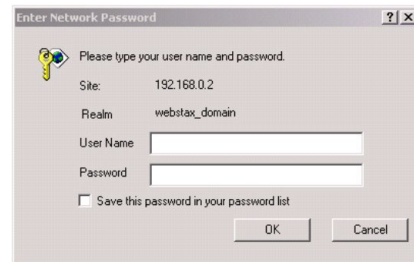 Enter Network Password ? X
Please type your user name and password.
Site: 192.168.0.2
Realm webstax_domain
User Name
Password
Save this password in your password list
OK Cancel